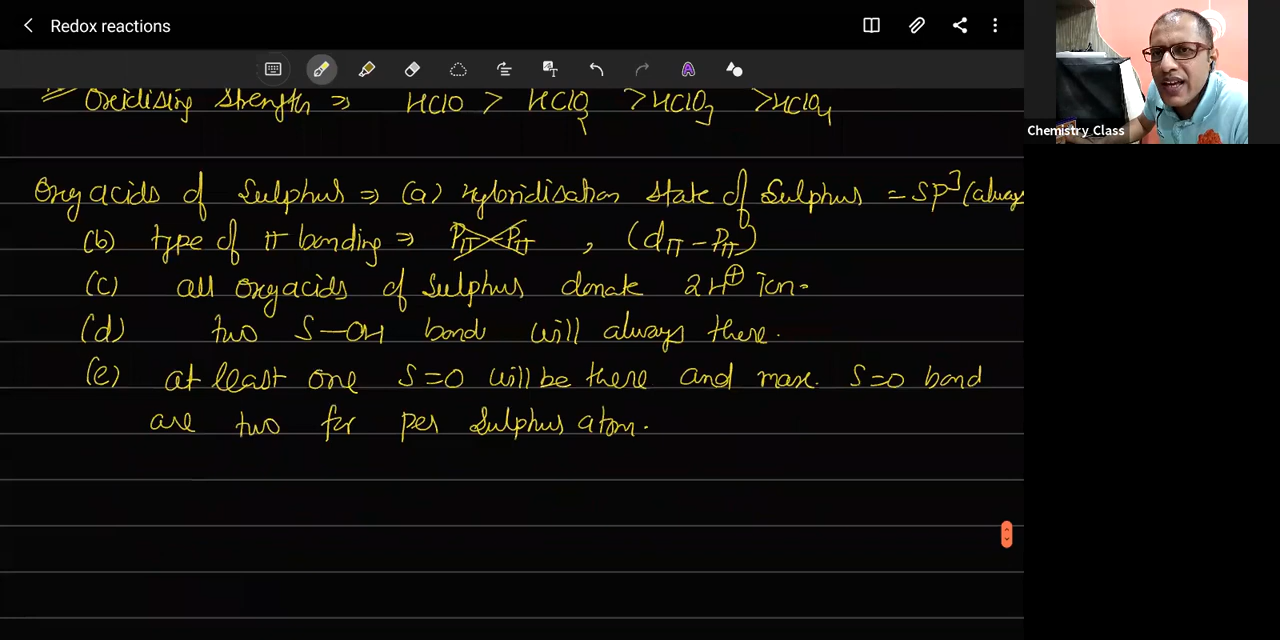 Redox reactions
Oxidising strength ⇒ HClO > HClO2 > HClO3 > HClO4
Chemistry_Class
Oxyacids of Sulphur ⇒ (a) Hybridisation state of Sulphur = SP3 (always
(b) type of π bonding ⇒ Pπ-Pπ , (dπ - Pπ)
(c) all oxyacids of Sulphur donate 2H⊕ ion.
(d) two S-OH bond will always there.
(e) at least one S=O will be there and max. S=O bond
are two for per Sulphur atom.